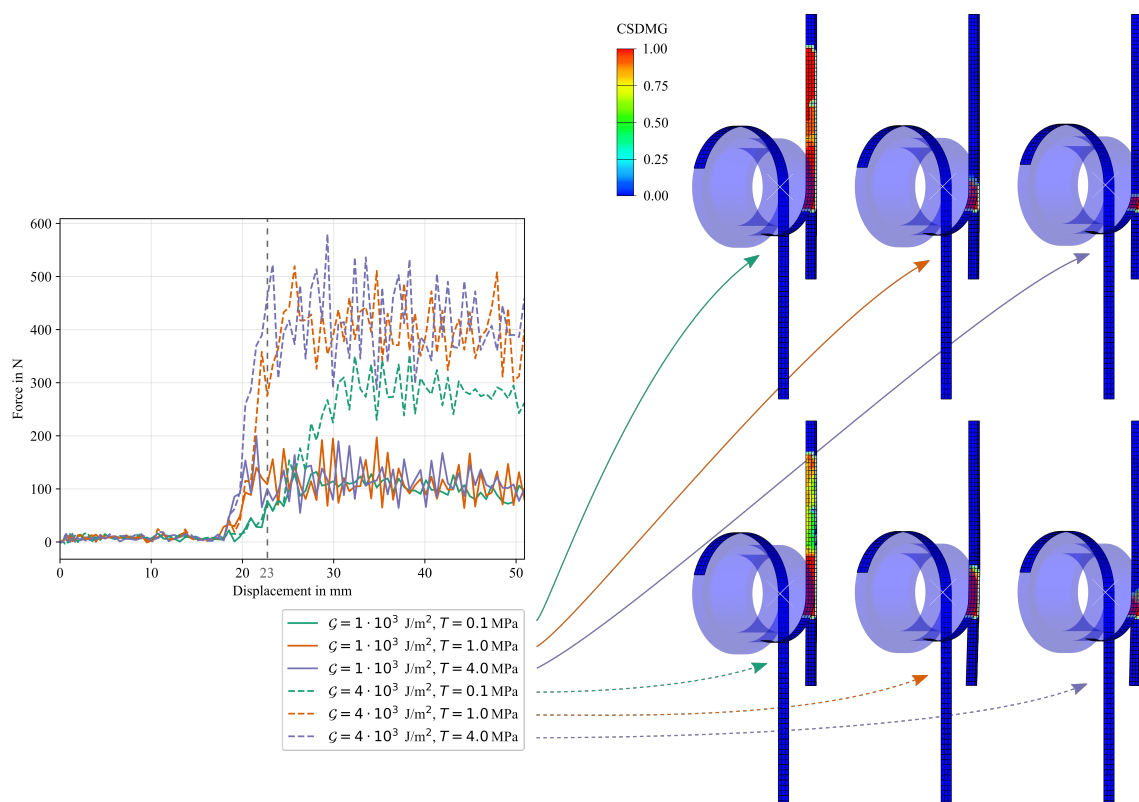 CSDMG
1.00
0.75
0.50
0.25
0.00
600
500
400
300
200
100
0
Force in N
0 10 20 23 30 40 50
Displacement in mm
𝒢 = 1 · 10³ J/m², T = 0.1 MPa
𝒢 = 1 · 10³ J/m², T = 1.0 MPa
𝒢 = 1 · 10³ J/m², T = 4.0 MPa
𝒢 = 4 · 10³ J/m², T = 0.1 MPa
𝒢 = 4 · 10³ J/m², T = 1.0 MPa
𝒢 = 4 · 10³ J/m², T = 4.0 MPa